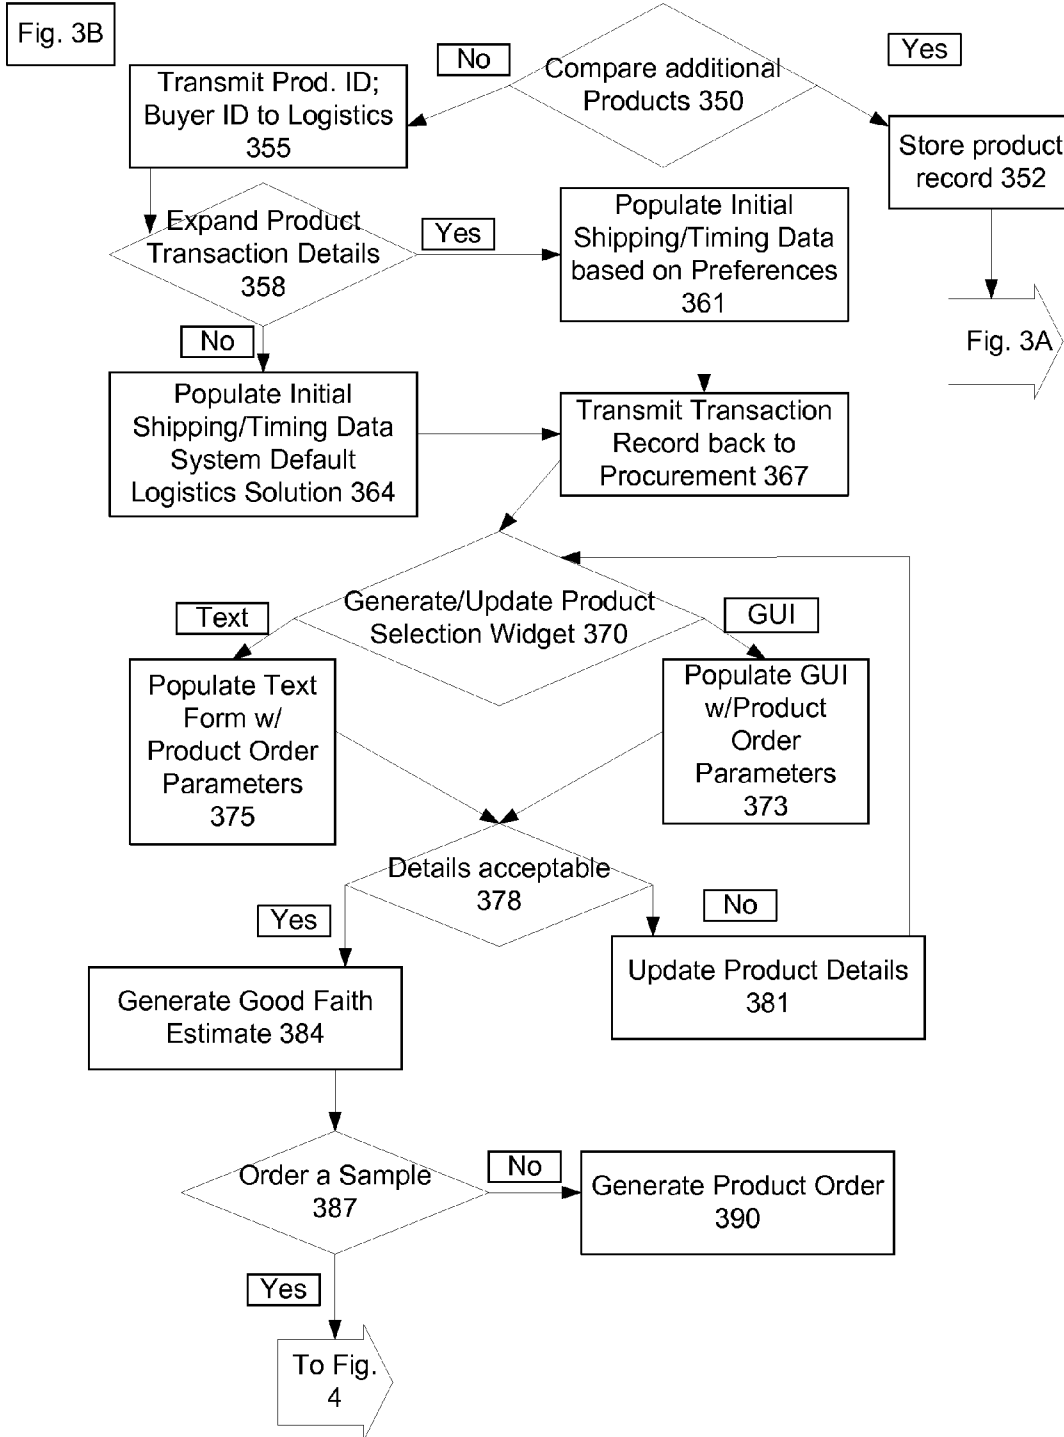 Fig. 3B
No
Compare additional
Products 350
Yes
Transmit Prod. ID;
Buyer ID to Logistics
355
Store product
record 352
Expand Product
Transaction Details
358
Yes
Populate Initial
Shipping/Timing Data
based on Preferences
361
Fig. 3A
No
Populate Initial
Shipping/Timing Data
System Default
Logistics Solution 364
Transmit Transaction
Record back to
Procurement 367
Generate/Update Product
Selection Widget 370
Text
GUI
Populate Text
Form w/
Product Order
Parameters
375
Populate GUI
w/Product
Order
Parameters
373
Details acceptable
378
Yes
No
Update Product Details
381
Generate Good Faith
Estimate 384
Order a Sample
387
No
Generate Product Order
390
Yes
To Fig.
4